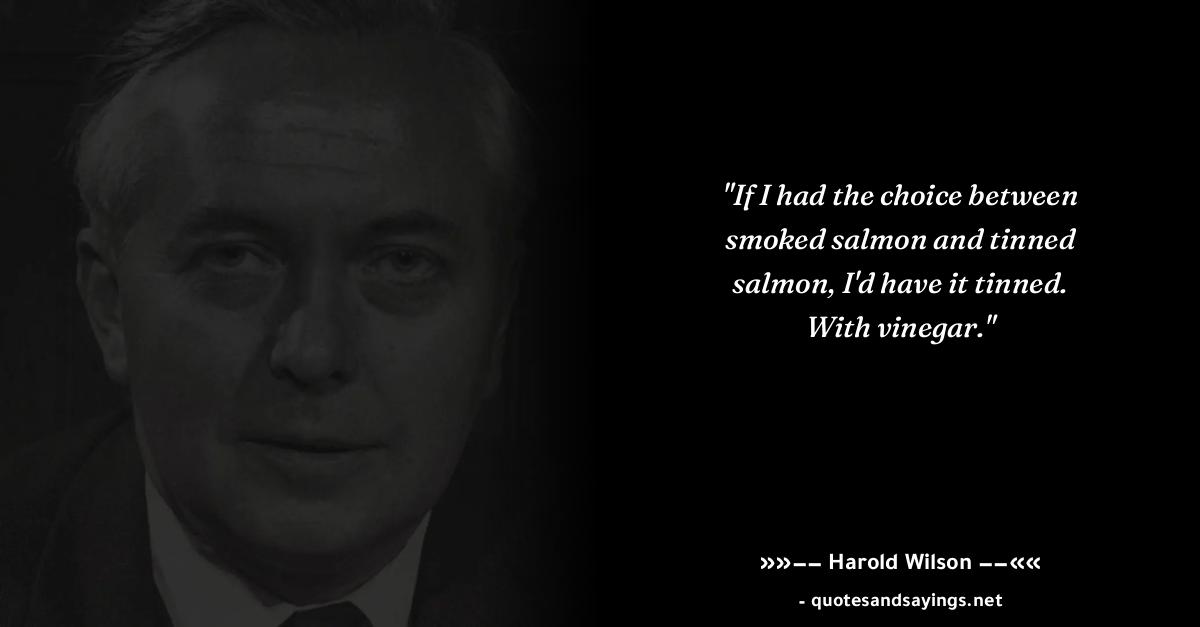 "If I had the choice between
smoked salmon and tinned
salmon, I'd have it tinned.
With vinegar."
»»−− Harold Wilson −−««
- quotesandsayings.net